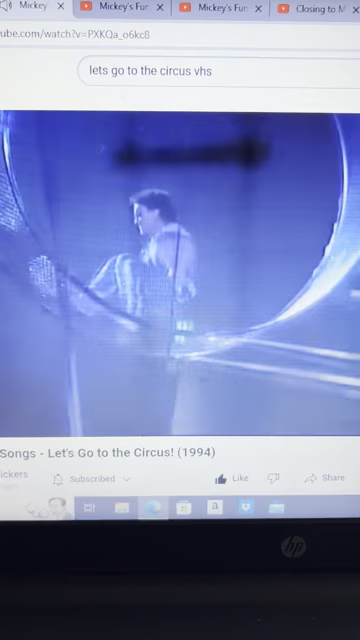 Mickey
Mickey's Fun
Mickey's Fun
Closing to M
ube.com/watch?v=PXKQa_o6kc8
lets go to the circus vhs
Songs - Let's Go to the Circus! (1994)
ickers
Subscribed
Like
Share
a
hp